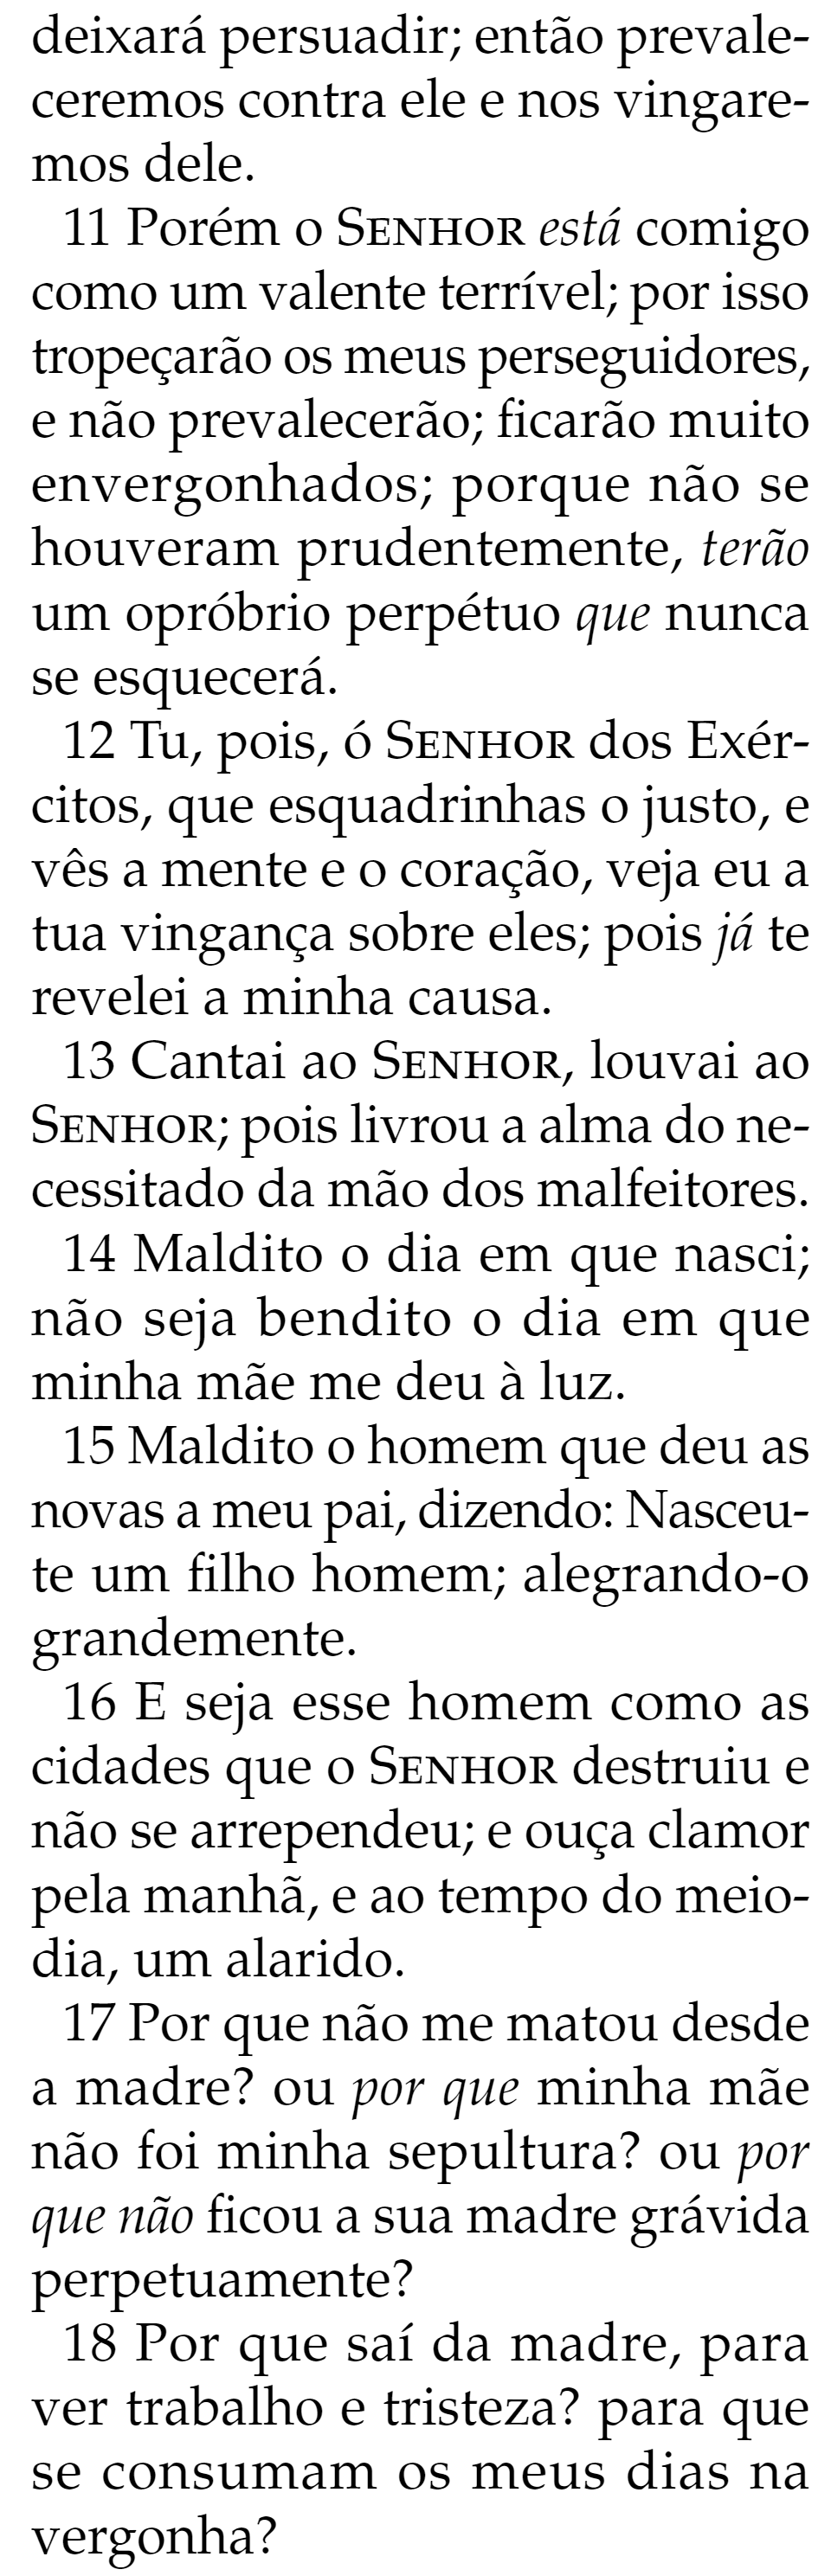 deixará persuadir; então prevale-
ceremos contra ele e nos vingare-
mos dele.
11 Porém o SENHOR está comigo
como um valente terrível; por isso
tropeçarão os meus perseguidores,
e não prevalecerão; ficarão muito
envergonhados; porque não se
houveram prudentemente, terão
um opróbrio perpétuo que nunca
se esquecerá.
12 Tu, pois, ó SENHOR dos Exér-
citos, que esquadrinhas o justo, e
vês a mente e o coração, veja eu a
tua vingança sobre eles; pois já te
revelei a minha causa.
13 Cantai ao SENHOR, louvai ao
SENHOR; pois livrou a alma do ne-
cessitado da mão dos malfeitores.
14 Maldito o dia em que nasci;
não seja bendito o dia em que
minha mãe me deu à luz.
15 Maldito o homem que deu as
novas a meu pai, dizendo: Nasceu-
te um filho homem; alegrando-o
grandemente.
16 E seja esse homem como as
cidades que o SENHOR destruiu e
não se arrependeu; e ouça clamor
pela manhã, e ao tempo do meio-
dia, um alarido.
17 Por que não me matou desde
a madre? ou por que minha mãe
não foi minha sepultura? ou por
que não ficou a sua madre grávida
perpetuamente?
18 Por que saí da madre, para
ver trabalho e tristeza? para que
se consumam os meus dias na
vergonha?